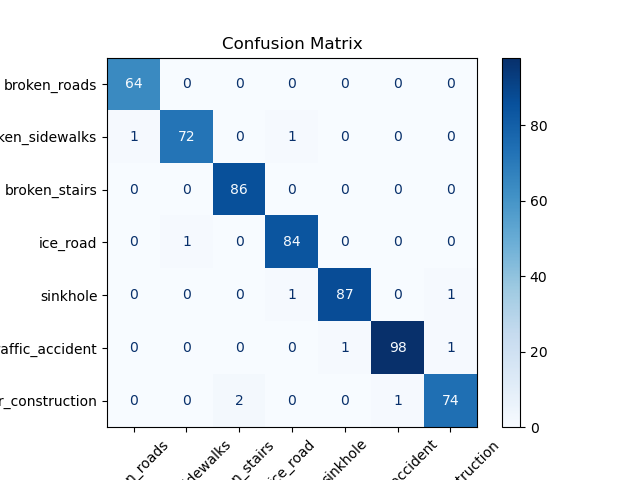 Confusion Matrix
broken_roads 64 0 0 0 0 0 0
ken_sidewalks 1 72 0 1 0 0 0
broken_stairs 0 0 86 0 0 0 0
ice_road 0 1 0 84 0 0 0
sinkhole 0 0 0 1 87 0 1
affic_accident 0 0 0 0 1 98 1
r_construction 0 0 2 0 0 1 74
n_roads dewalks n_stairs ice_road sinkhole accident truction
80
60
40
20
0